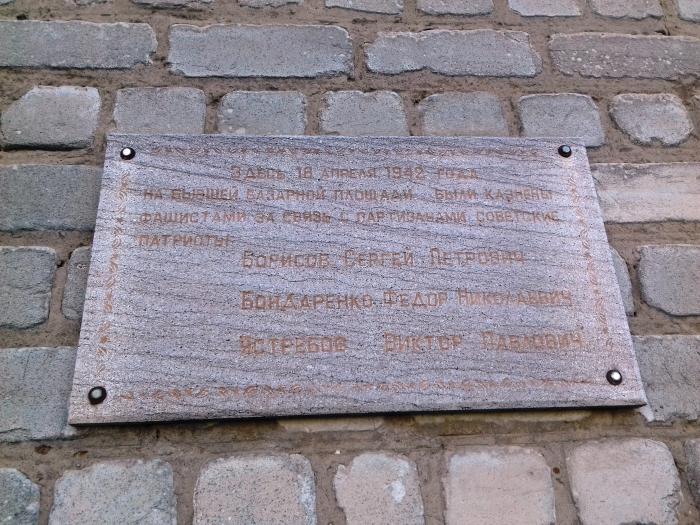 Здесь 18 апреля 1942 года
на бывшей базарной площади были казнены
фашистами за связь с партизанами советские
патриоты:
Борисов Сергей Петрович
Бондаренко Федор Николаевич
Ястребов Виктор Павлович